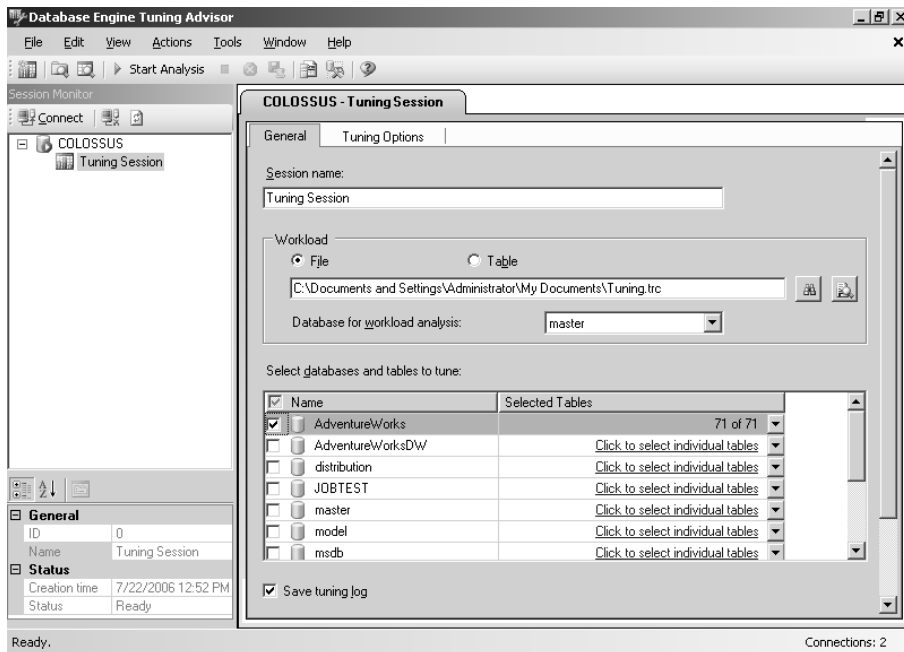 Database Engine Tuning Advisor
File Edit View Actions Tools Window Help
Start Analysis
Session Monitor
Connect
COLOSSUS
Tuning Session
COLOSSUS - Tuning Session
General Tuning Options
Session name:
Tuning Session
Workload
File Table
C:\Documents and Settings\Administrator\My Documents\Tuning.trc
Database for workload analysis: master
Select databases and tables to tune:
Name Selected Tables
AdventureWorks 71 of 71
AdventureWorksDW Click to select individual tables
distribution Click to select individual tables
JOBTEST Click to select individual tables
master Click to select individual tables
model Click to select individual tables
msdb Click to select individual tables
Save tuning log
General
ID 0
Name Tuning Session
Status
Creation time 7/22/2006 12:52 PM
Status Ready
Ready. Connections: 2